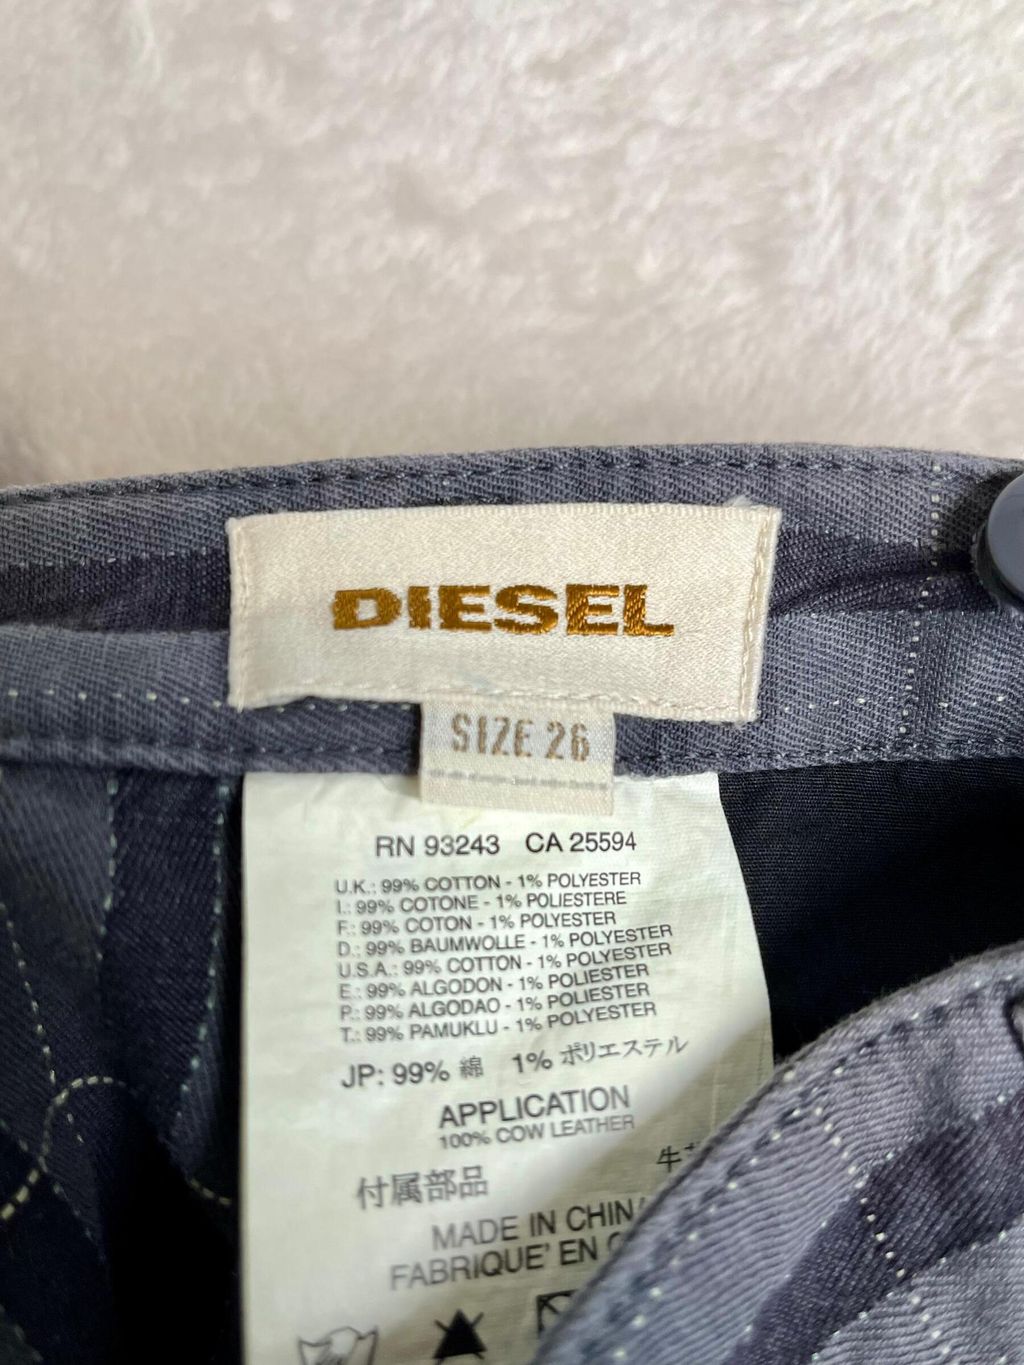 DIESEL
SIZE 26
RN 93243 CA 25594
U.K.: 99% COTTON - 1% POLYESTER
I.: 99% COTONE - 1% POLIESTERE
F.: 99% COTON - 1% POLYESTER
D.: 99% BAUMWOLLE - 1% POLYESTER
U.S.A.: 99% COTTON - 1% POLYESTER
E.: 99% ALGODON - 1% POLIESTER
P.: 99% ALGODAO - 1% POLIESTER
T.: 99% PAMUKLU - 1% POLYESTER
JP: 99% 綿 1% ポリエステル
APPLICATION
100% COW LEATHER
付属部品 牛
MADE IN CHIN
FABRIQUE' EN